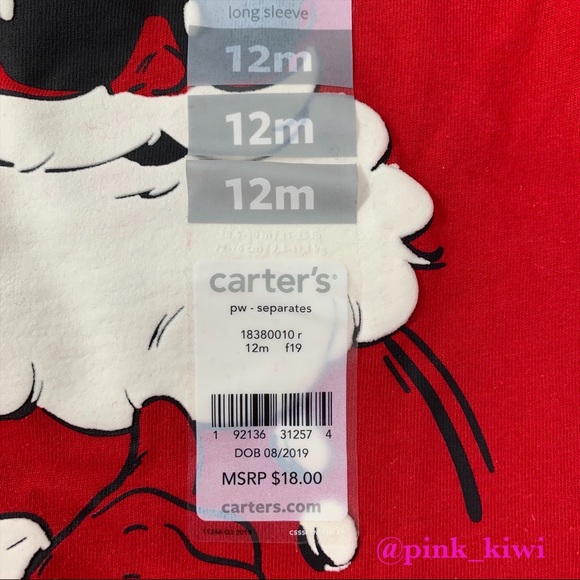 long sleeve
12m
12m
12m
carter's
pw - separates
18380010 r
12m f19
1 92136 31257 4
DOB 08/2019
MSRP $18.00
carters.com
@pink_kiwi